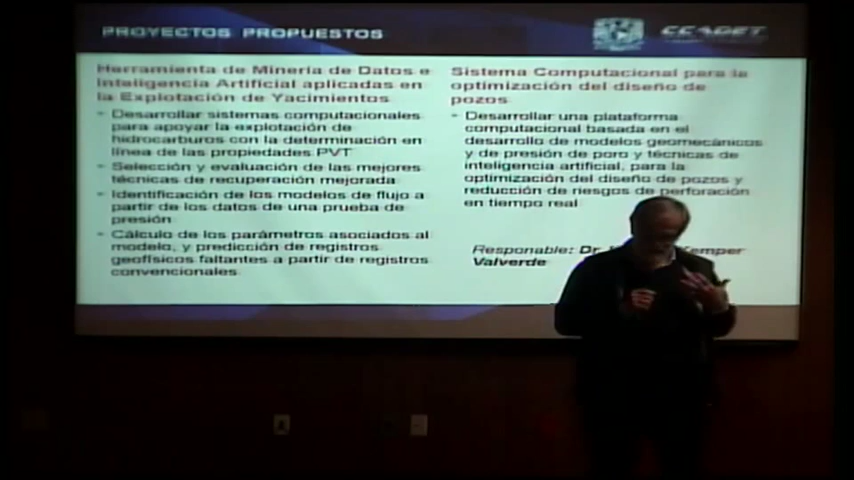 PROYECTOS PROPUESTOS
CCADET
Herramienta de Minería de Datos e
Inteligencia Artificial aplicadas en
la Explotación de Yacimientos
- Desarrollar sistemas computacionales
para apoyar la explotación de
hidrocarburos con la determinación en
línea de las propiedades PVT
- Selección y evaluación de las mejores
técnicas de recuperación mejorada
- Identificación de los modelos de flujo a
partir de los datos de una prueba de
presión
- Cálculo de los parámetros asociados al
modelo, y predicción de registros
geofísicos faltantes a partir de registros
convencionales
Sistema Computacional para la
optimización del diseño de
pozos
- Desarrollar una plataforma
computacional basada en el
desarrollo de modelos geomecánicos
y de presión de poro y técnicas de
inteligencia artificial, para la
optimización del diseño de pozos y
reducción de riesgos de perforación
en tiempo real
Responable: Dr. Kemper
Valverde